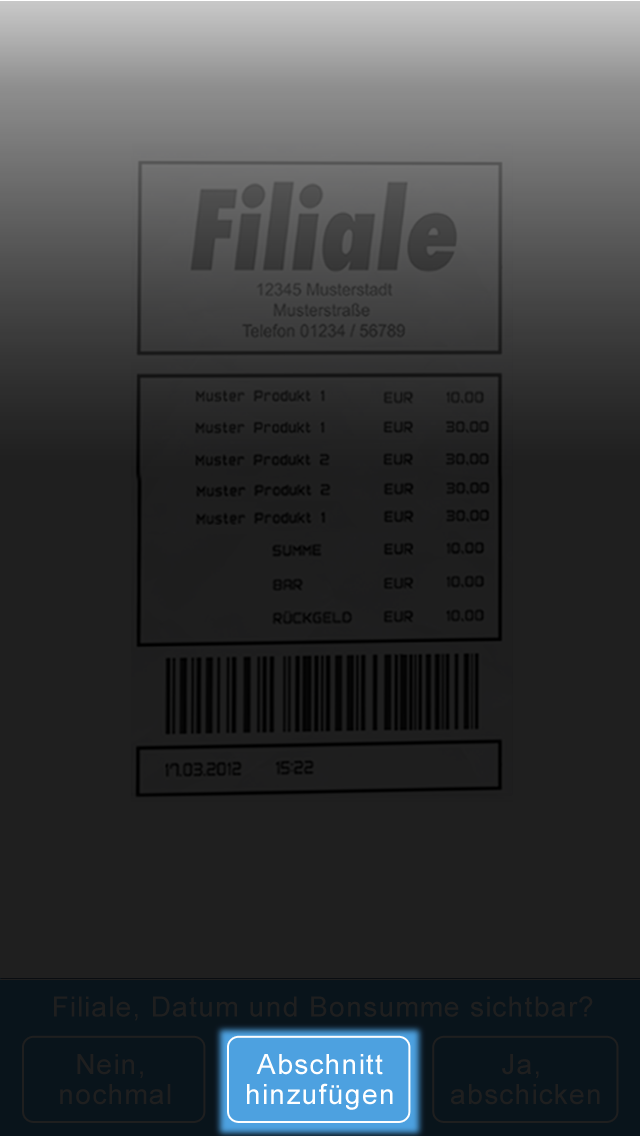 Filiale
12345 Musterstadt
Musterstraße
Telefon 01234 / 56789
Muster Produkt 1 EUR 10.00
Muster Produkt 1 EUR 30.00
Muster Produkt 2 EUR 30.00
Muster Produkt 2 EUR 30.00
Muster Produkt 1 EUR 30.00
SUMME EUR 10.00
BAR EUR 10.00
RÜCKGELD EUR 10.00
17.03.2012 15:22
Filiale, Datum und Bonsumme sichtbar?
Nein,
nochmal
Abschnitt
hinzufügen
Ja,
abschicken